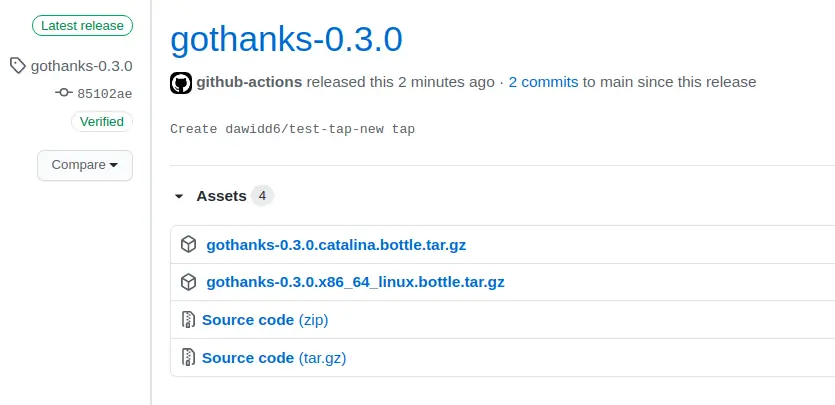 Latest release
gothanks-0.3.0
85102ae
Verified
Compare
gothanks-0.3.0
github-actions released this 2 minutes ago · 2 commits to main since this release
Create dawidd6/test-tap-new tap
Assets 4
gothanks-0.3.0.catalina.bottle.tar.gz
gothanks-0.3.0.x86_64_linux.bottle.tar.gz
Source code (zip)
Source code (tar.gz)